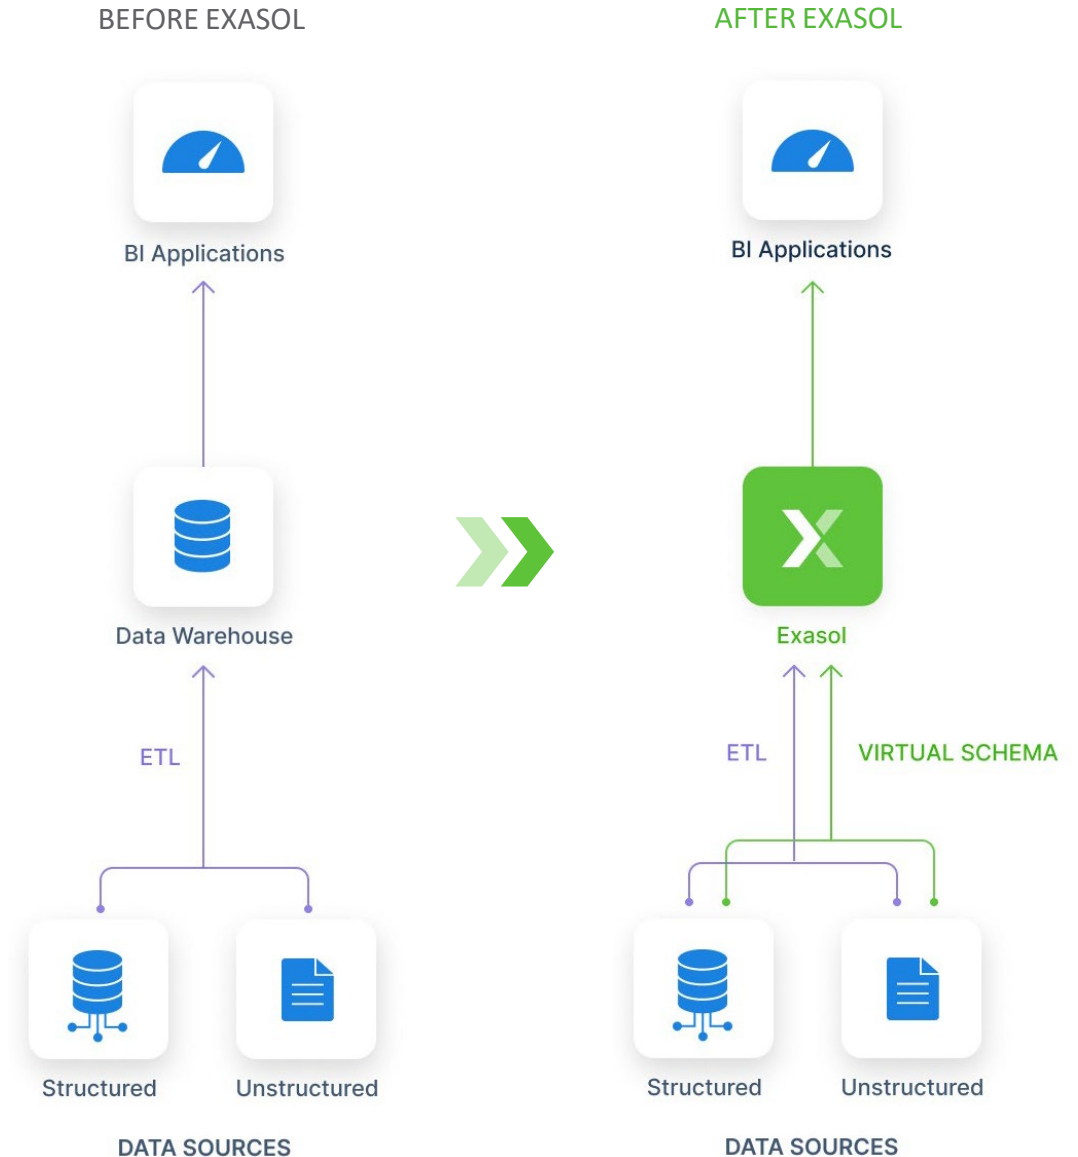 BEFORE EXASOL
AFTER EXASOL
BI Applications
BI Applications
Data Warehouse
Exasol
ETL
ETL
VIRTUAL SCHEMA
Structured
Unstructured
Structured
Unstructured
DATA SOURCES
DATA SOURCES